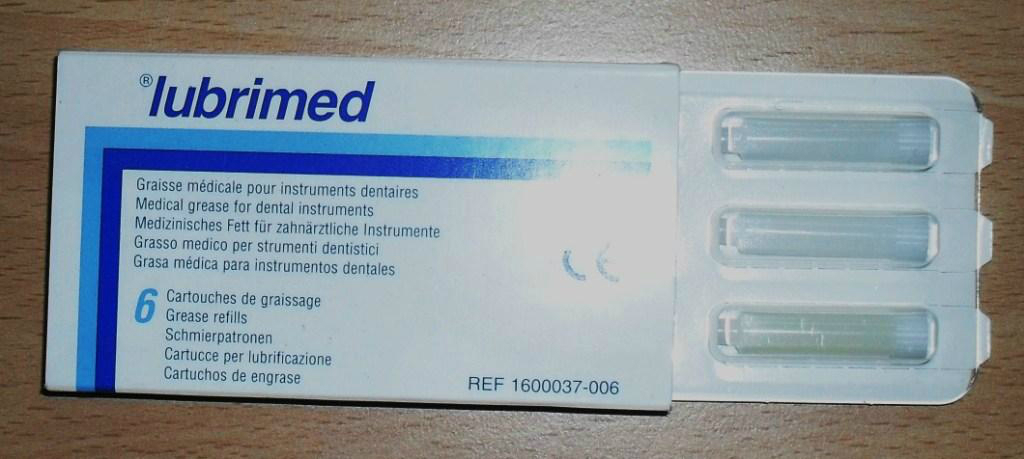 ®lubrimed
Graisse médicale pour instruments dentaires
Medical grease for dental instruments
Medizinisches Fett für zahnärztliche Instrumente
Grasso medico per strumenti dentistici
Grasa médica para instrumentos dentales
CE
6 Cartouches de graissage
Grease refills
Schmierpatronen
Cartucce per lubrificazione
Cartuchos de engrase
REF 1600037-006